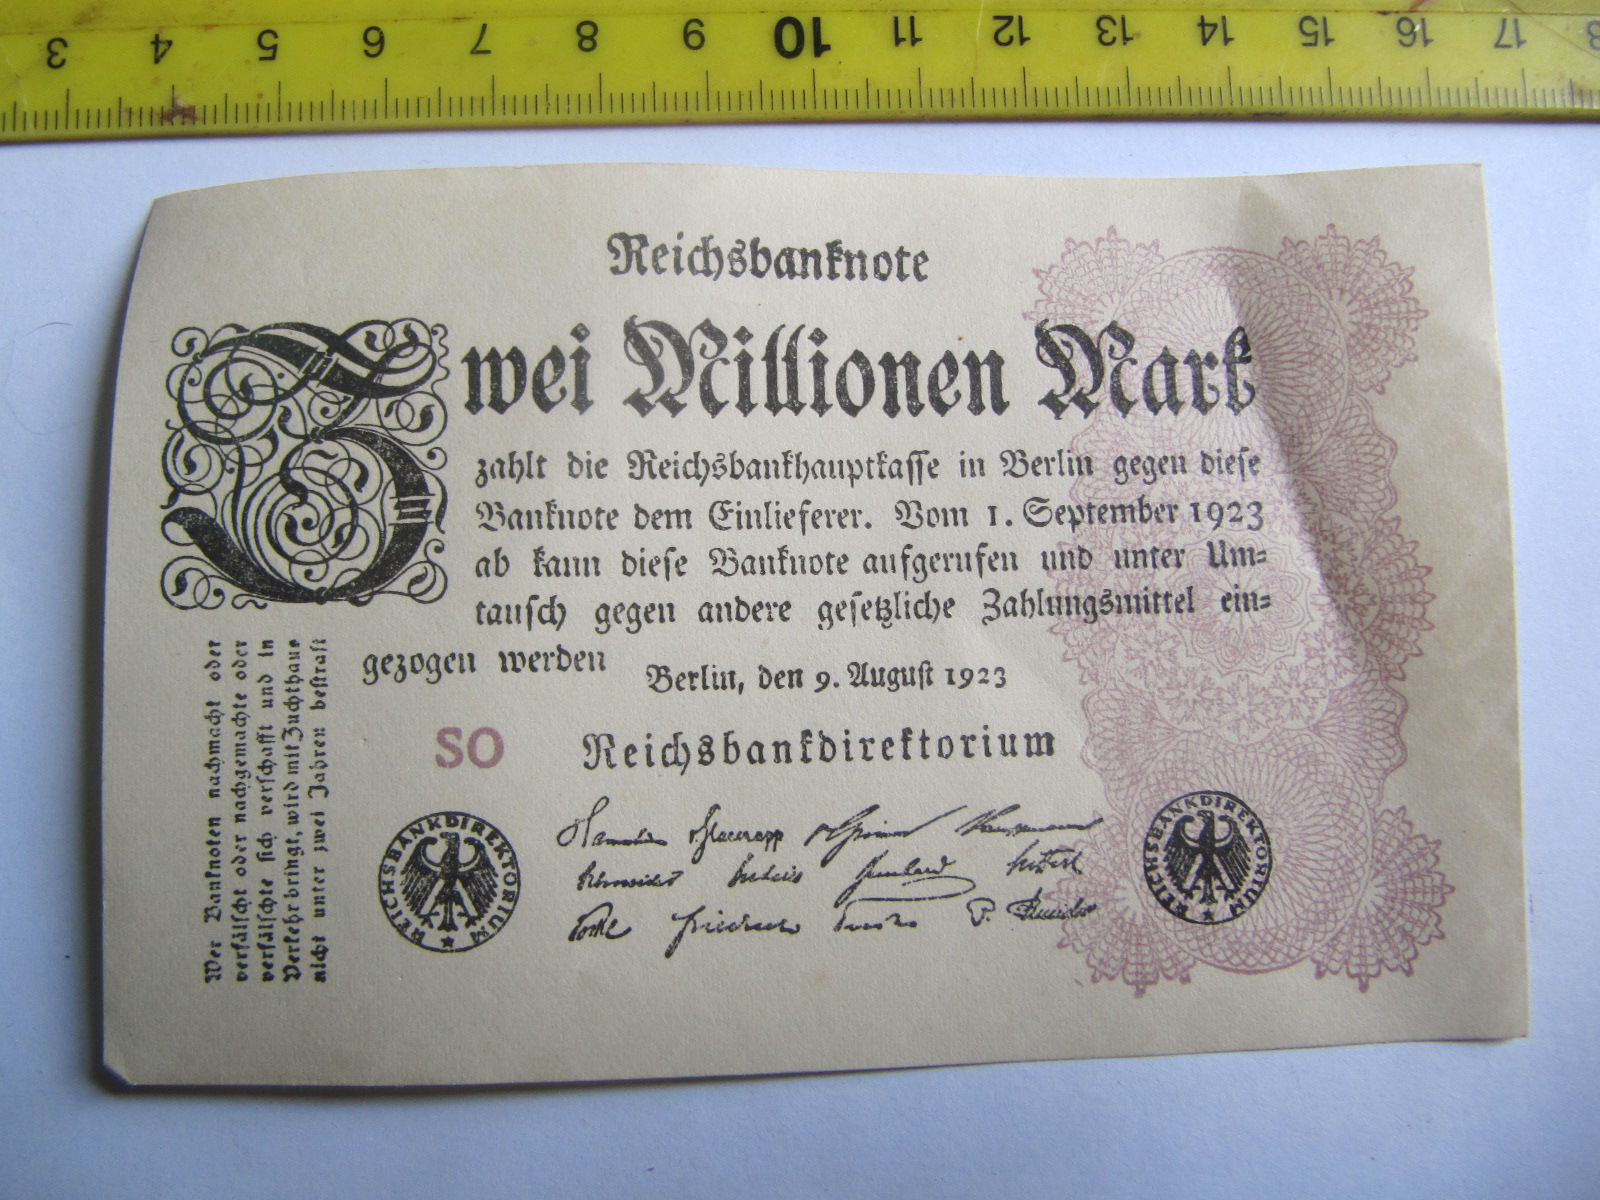 3 4 5 6 7 8 9 10 11 12 13 14 15 16 17
Reichsbanknote
Zwei Millionen Mark
zahlt die Reichsbankhauptkasse in Berlin gegen diese
Banknote dem Einlieferer. Vom 1. September 1923
ab kann diese Banknote aufgerufen und unter Um=
tausch gegen andere gesetzliche Zahlungsmittel ein=
gezogen werden
Berlin, den 9. August 1923
SO
Reichsbankdirektorium
REICHSBANKDIREKTORIUM
REICHSBANKDIREKTORIUM
Wer Banknoten nachmacht oder
verfälscht oder nachgemachte oder
verfälschte sich verschafft und in
Verkehr bringt, wird mit Zuchthaus
nicht unter zwei Jahren bestraft